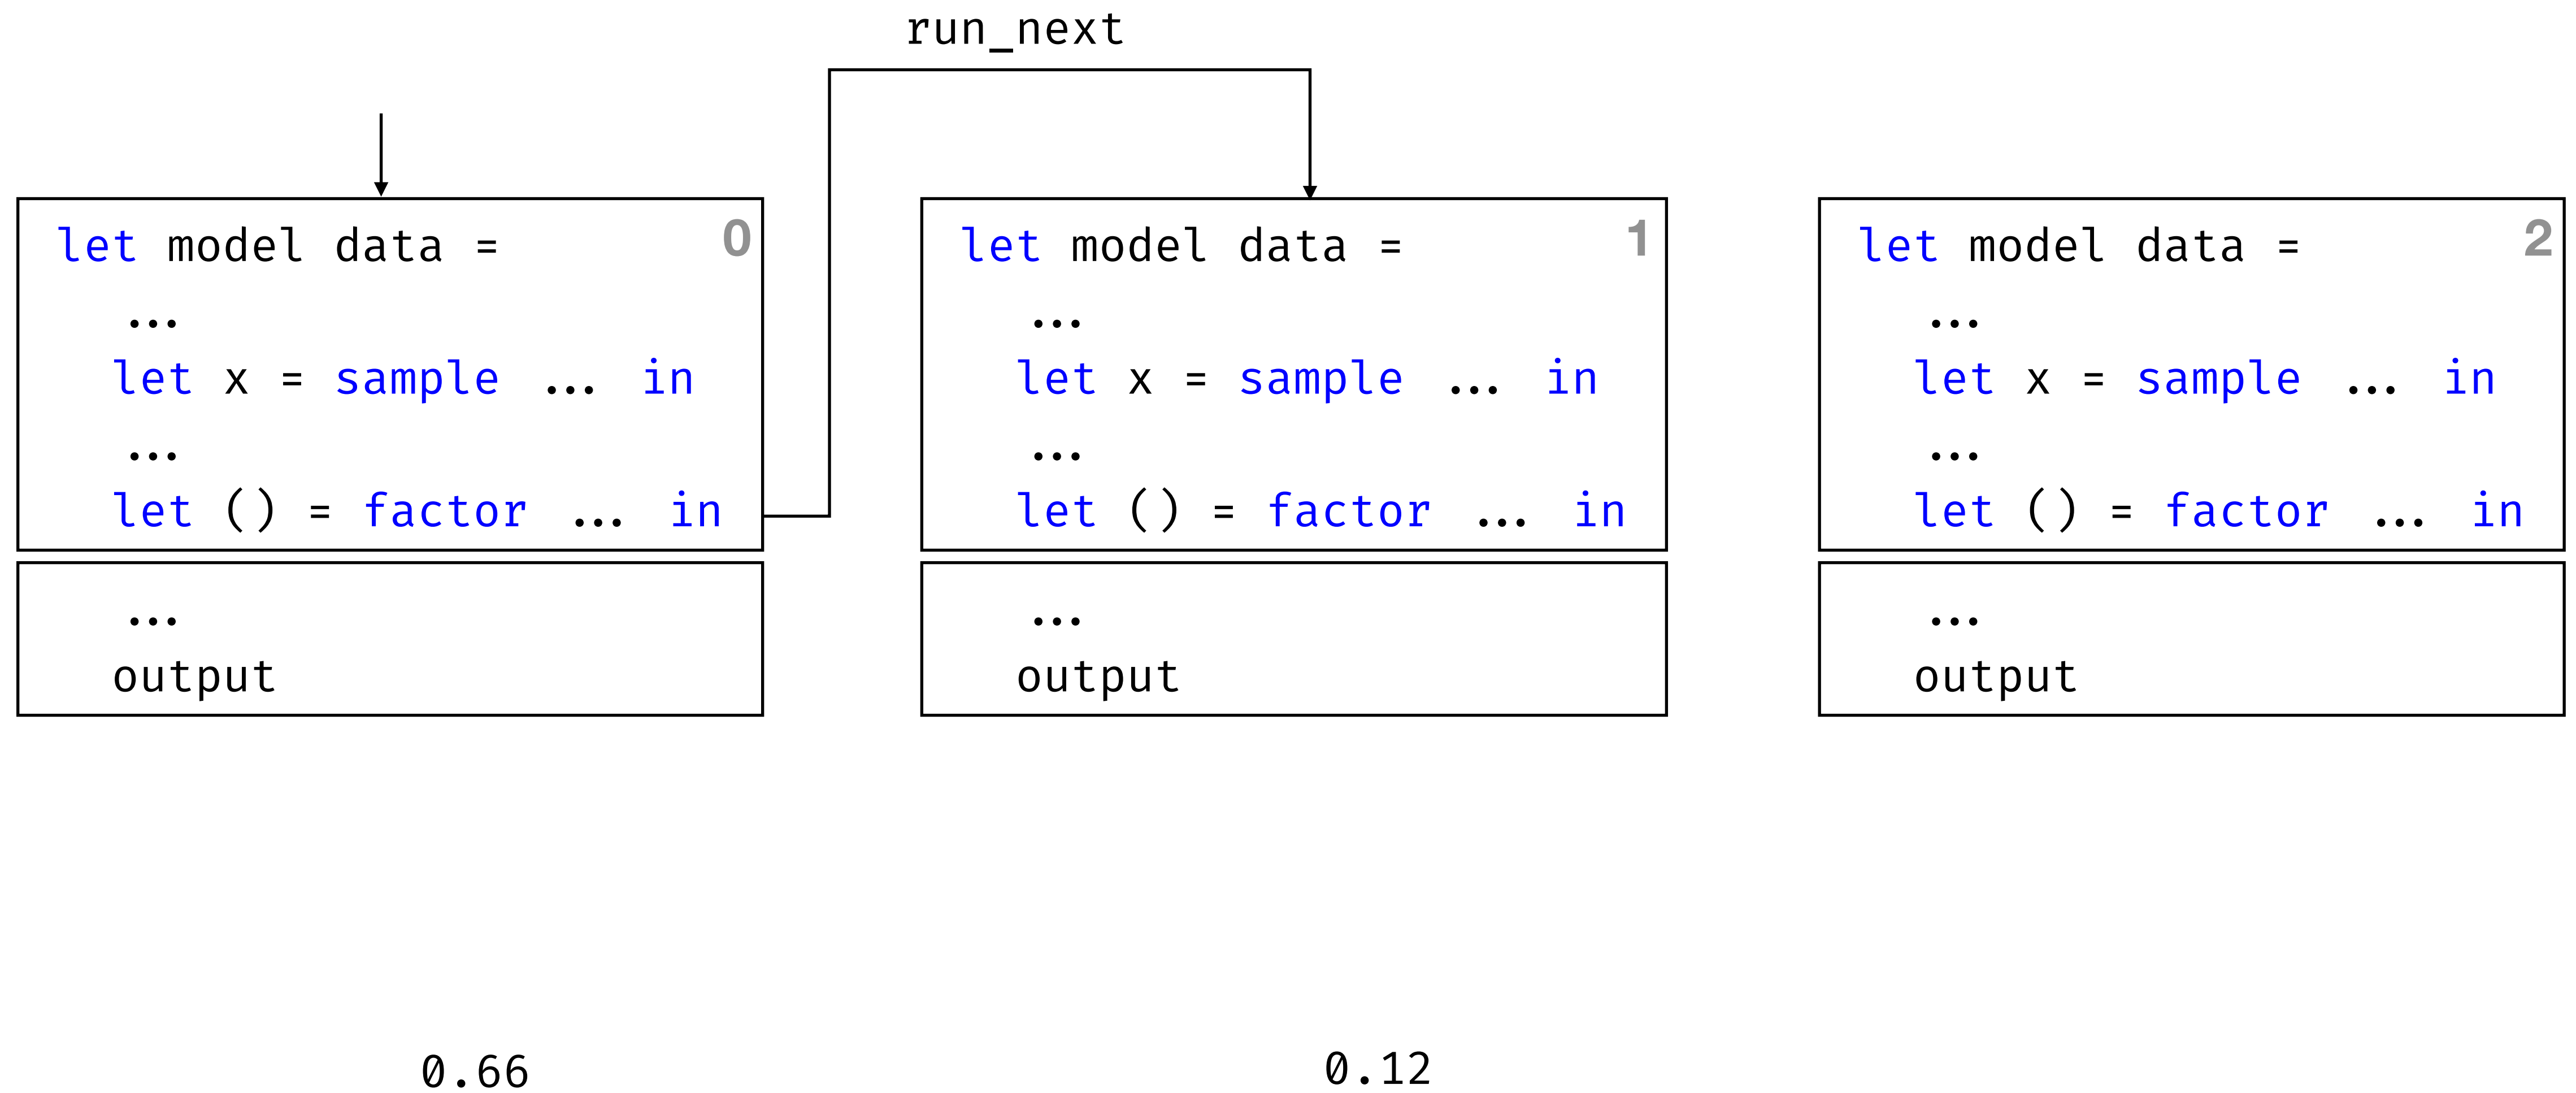 run_next
let model data =
0
...
let x = sample ... in
...
let () = factor ... in
...
output
let model data =
1
...
let x = sample ... in
...
let () = factor ... in
...
output
let model data =
2
...
let x = sample ... in
...
let () = factor ... in
...
output
0.66
0.12